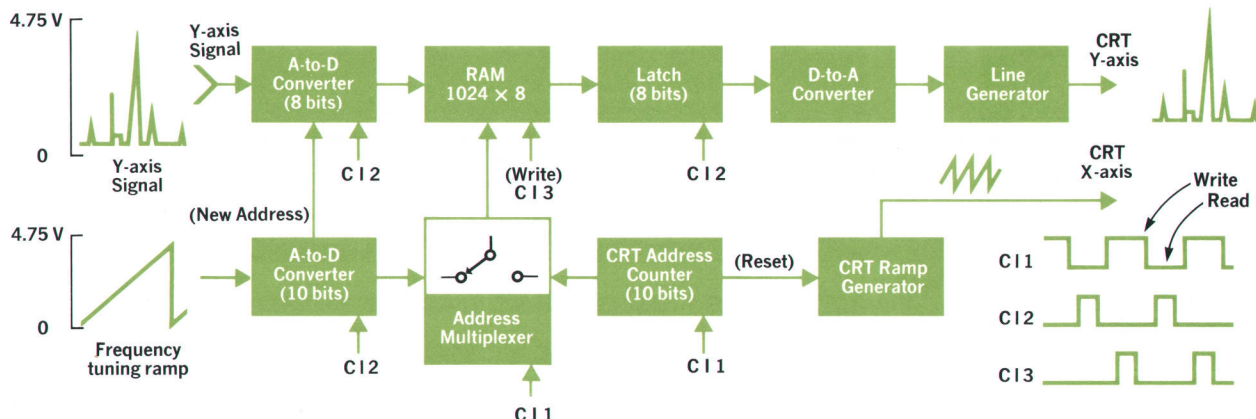 4.75 V
Y-axis
Signal
0
Y-axis
Signal
A-to-D
Converter
(8 bits)
RAM
1024 × 8
Latch
(8 bits)
D-to-A
Converter
Line
Generator
CRT
Y-axis
C l 2
(Write)
C l 3
C l 2
CRT
X-axis
(New Address)
4.75 V
0
Frequency
tuning ramp
A-to-D
Converter
(10 bits)
Address
Multiplexer
CRT Address
Counter
(10 bits)
(Reset)
CRT Ramp
Generator
C l 2
C l 1
C l 1
Write
Read
C l 1
C l 2
C l 3